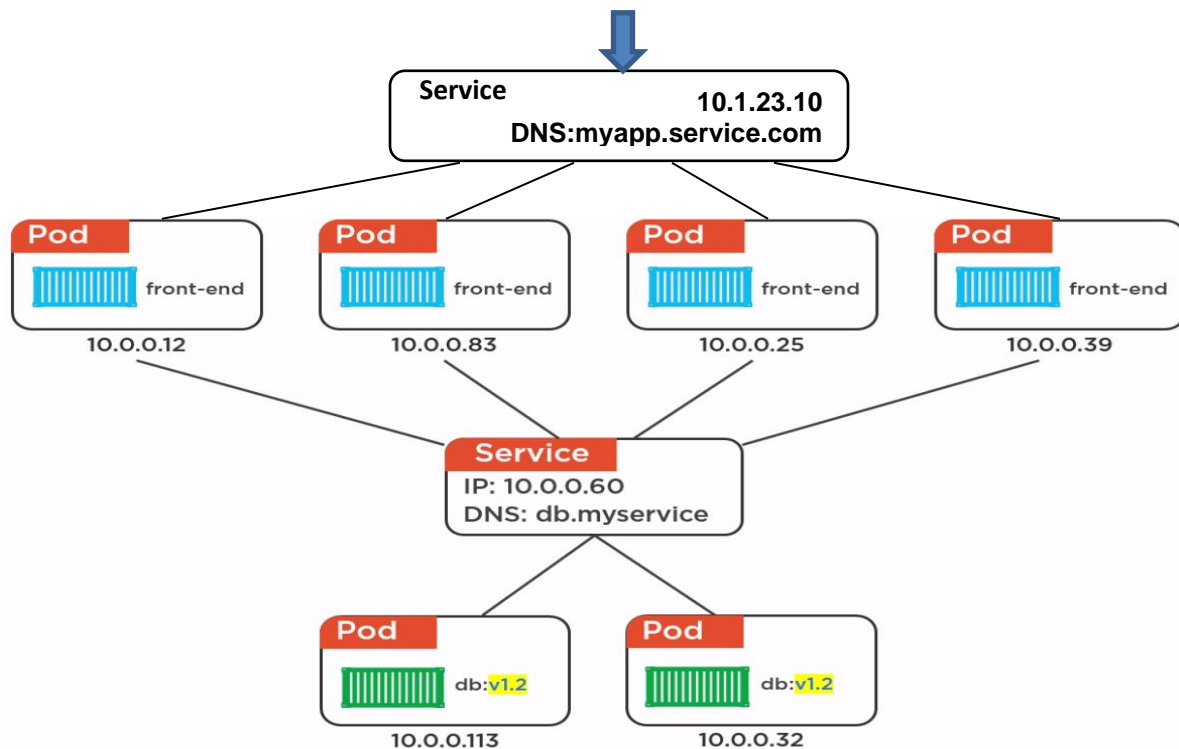 Service
10.1.23.10
DNS:myapp.service.com
Pod
front-end
10.0.0.12
Pod
front-end
10.0.0.83
Pod
front-end
10.0.0.25
Pod
front-end
10.0.0.39
Service
IP: 10.0.0.60
DNS: db.myservice
Pod
db:v1.2
10.0.0.113
Pod
db:v1.2
10.0.0.32